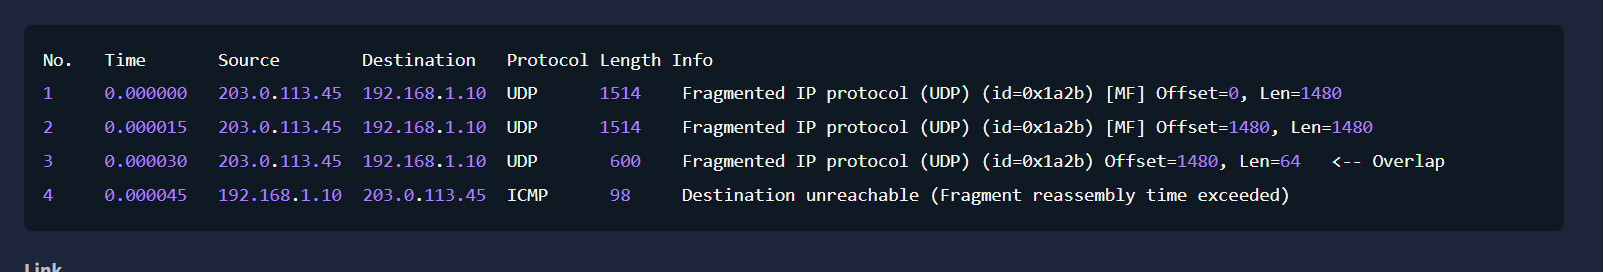 No. Time Source Destination Protocol Length Info
1 0.000000 203.0.113.45 192.168.1.10 UDP 1514 Fragmented IP protocol (UDP) (id=0x1a2b) [MF] Offset=0, Len=1480
2 0.000015 203.0.113.45 192.168.1.10 UDP 1514 Fragmented IP protocol (UDP) (id=0x1a2b) [MF] Offset=1480, Len=1480
3 0.000030 203.0.113.45 192.168.1.10 UDP 600 Fragmented IP protocol (UDP) (id=0x1a2b) Offset=1480, Len=64 <-- Overlap
4 0.000045 192.168.1.10 203.0.113.45 ICMP 98 Destination unreachable (Fragment reassembly time exceeded)
Link